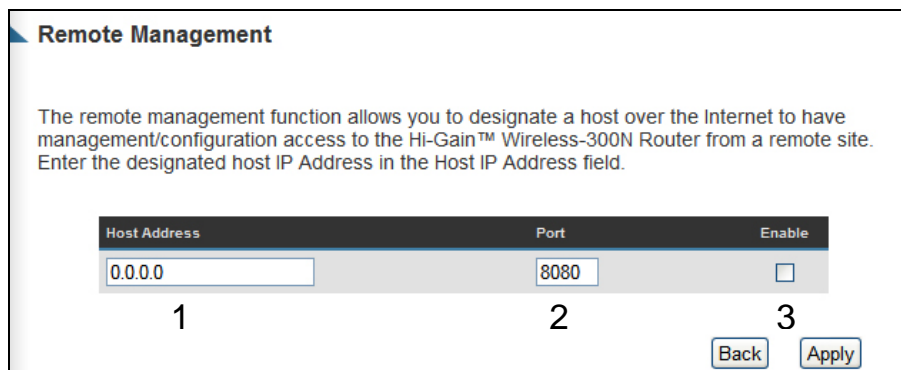 Remote Management
The remote management function allows you to designate a host over the Internet to have
management/configuration access to the Hi-Gain™ Wireless-300N Router from a remote site.
Enter the designated host IP Address in the Host IP Address field.
Host Address Port Enable
0.0.0.0 8080
1 2 3
Back Apply